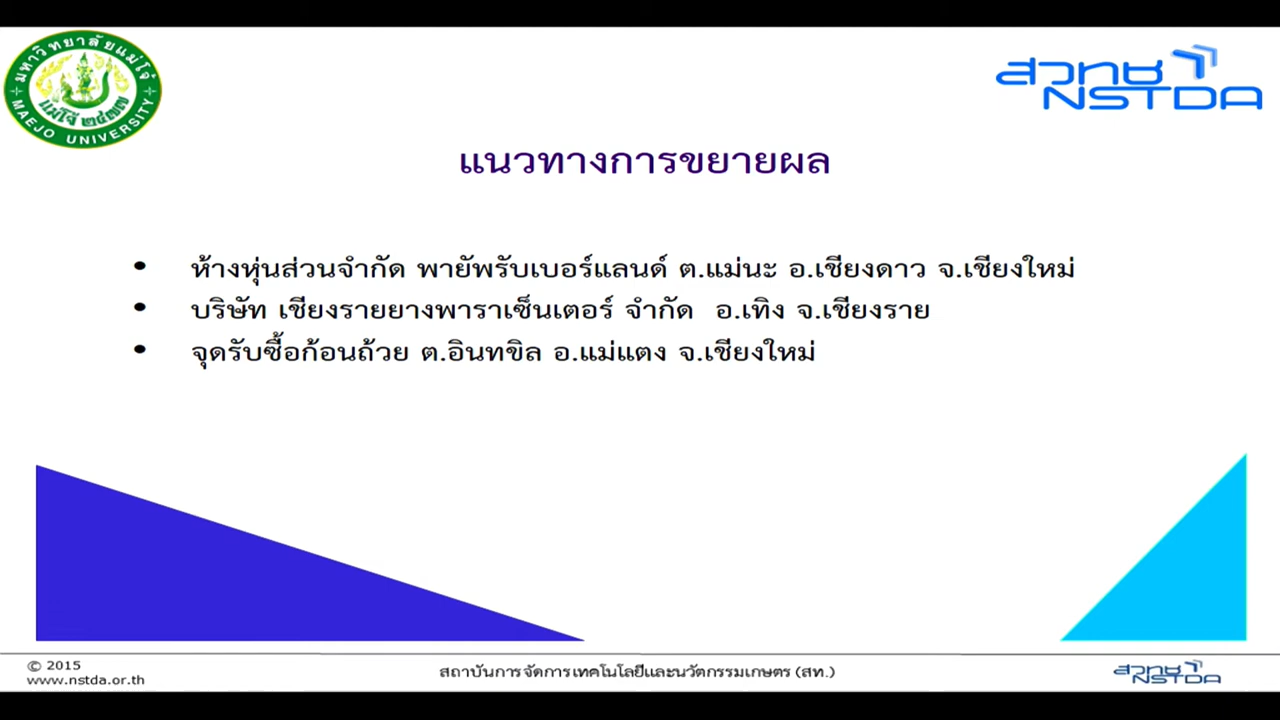 มหาวิทยาลัยแม่โจ้
แม่โจ้ ๒๔๗๗
MAEJO UNIVERSITY
สวทช
NSTDA
แนวทางการขยายผล
• ห้างหุ่นส่วนจำกัด พายัพรับเบอร์แลนด์ ต.แม่นะ อ.เชียงดาว จ.เชียงใหม่
• บริษัท เชียงรายยางพาราเซ็นเตอร์ จำกัด อ.เทิง จ.เชียงราย
• จุดรับซื้อก้อนถ้วย ต.อินทขิล อ.แม่แตง จ.เชียงใหม่
© 2015
www.nstda.or.th
สถาบันการจัดการเทคโนโลยีและนวัตกรรมเกษตร (สท.)
สวทช
NSTDA